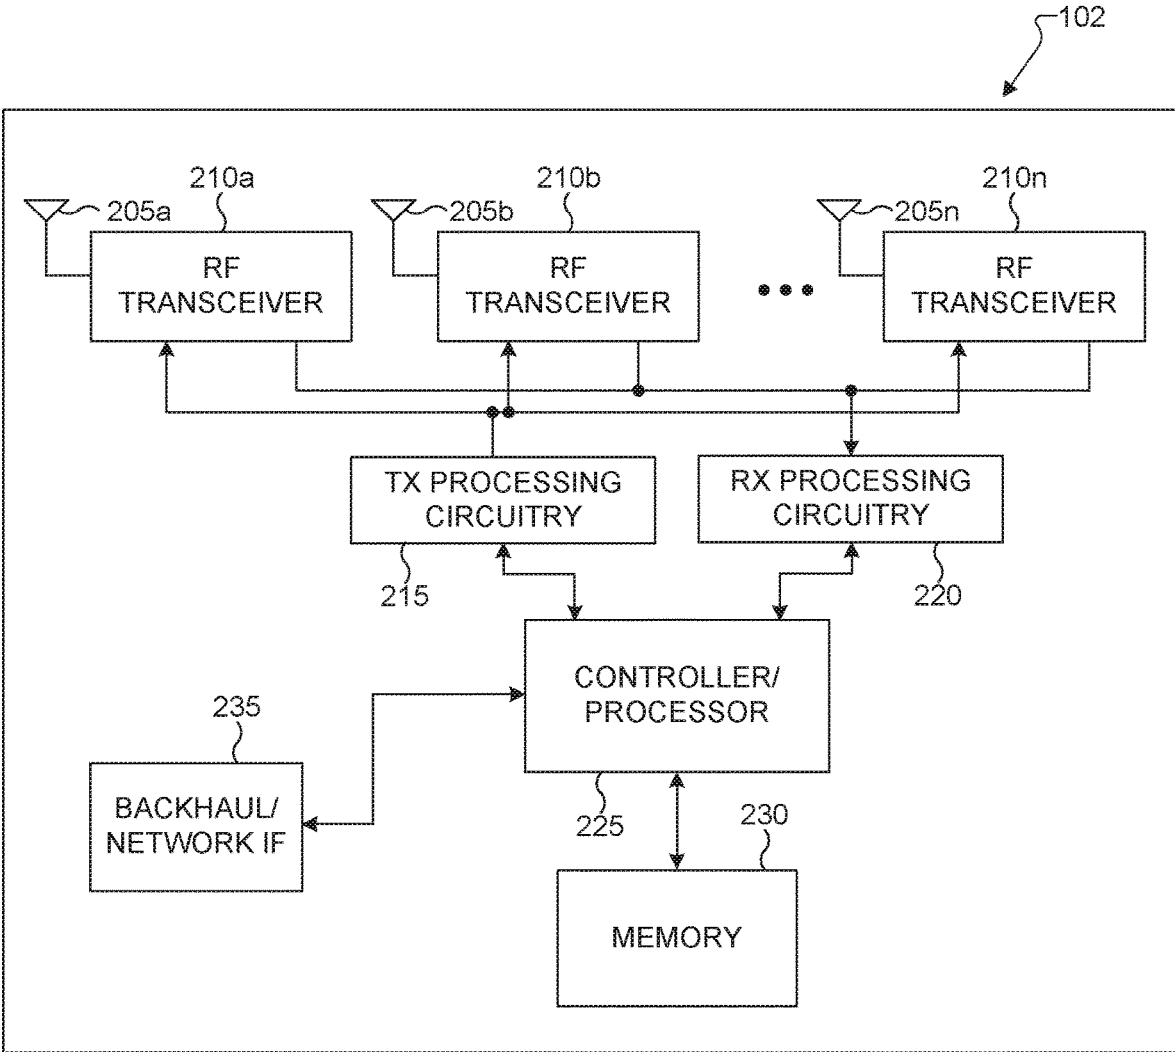 102
210a
210b
210n
205a
205b
205n
RF
TRANSCEIVER
RF
TRANSCEIVER
RF
TRANSCEIVER
TX PROCESSING
CIRCUITRY
RX PROCESSING
CIRCUITRY
215
220
CONTROLLER/
PROCESSOR
235
BACKHAUL/
NETWORK IF
225
230
MEMORY